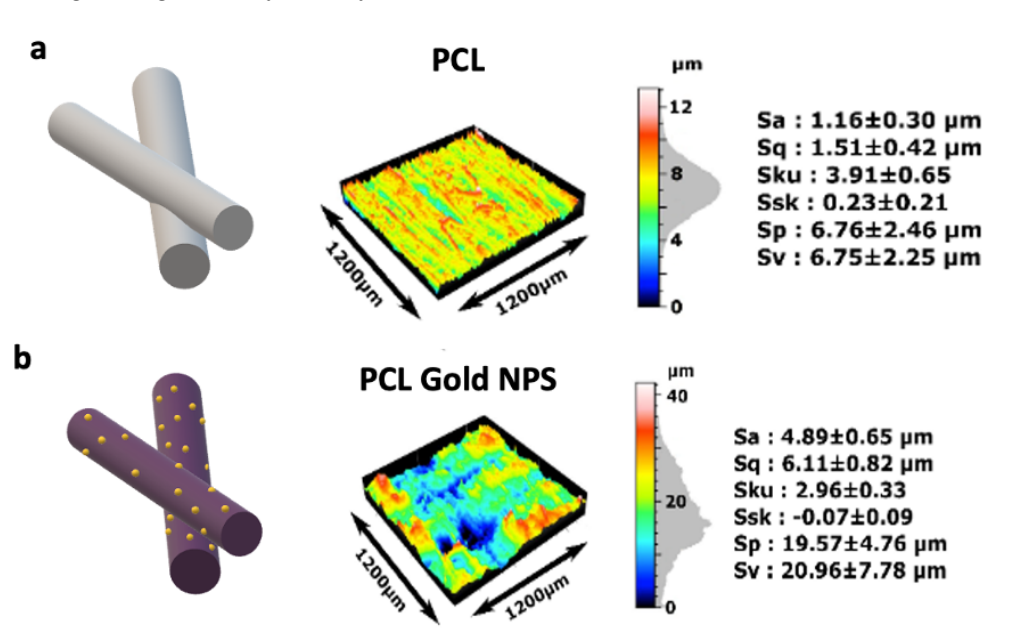 a
PCL
µm
12
8
4
0
1200µm
1200µm
Sa : 1.16±0.30 µm
Sq : 1.51±0.42 µm
Sku : 3.91±0.65
Ssk : 0.23±0.21
Sp : 6.76±2.46 µm
Sv : 6.75±2.25 µm
b
PCL Gold NPS
µm
40
20
0
1200µm
1200µm
Sa : 4.89±0.65 µm
Sq : 6.11±0.82 µm
Sku : 2.96±0.33
Ssk : -0.07±0.09
Sp : 19.57±4.76 µm
Sv : 20.96±7.78 µm